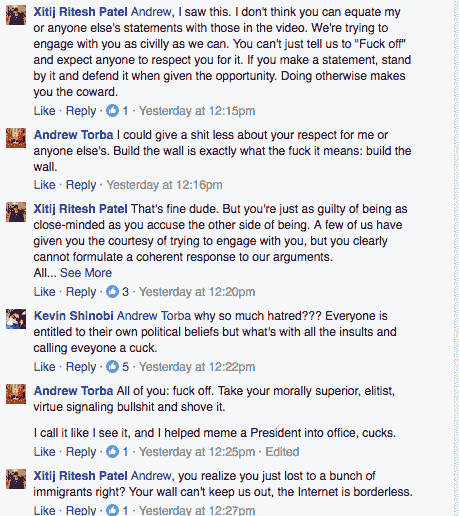 Xitij Ritesh Patel Andrew, I saw this. I don't think you can equate my
or anyone else's statements with those in the video. We're trying to
engage with you as civilly as we can. You can't just tell us to "Fuck off"
and expect anyone to respect you for it. If you make a statement, stand
by it and defend it when given the opportunity. Doing otherwise makes
you the coward.
Like · Reply · 1 · Yesterday at 12:15pm
Andrew Torba I could give a shit less about your respect for me or
anyone else's. Build the wall is exactly what the fuck it means: build the
wall.
Like · Reply · Yesterday at 12:16pm
Xitij Ritesh Patel That's fine dude. But you're just as guilty of being as
close-minded as you accuse the other side of being. A few of us have
given you the courtesy of trying to engage with you, but you clearly
cannot formulate a coherent response to our arguments.
All... See More
Like · Reply · 3 · Yesterday at 12:20pm
Kevin Shinobi Andrew Torba why so much hatred??? Everyone is
entitled to their own political beliefs but what's with all the insults and
calling eveyone a cuck.
Like · Reply · 5 · Yesterday at 12:22pm
Andrew Torba All of you: fuck off. Take your morally superior, elitist,
virtue signaling bullshit and shove it.
I call it like I see it, and I helped meme a President into office, cucks.
Like · Reply · 1 · Yesterday at 12:25pm · Edited
Xitij Ritesh Patel Andrew, you realize you just lost to a bunch of
immigrants right? Your wall can't keep us out, the Internet is borderless.
Like · Reply · 1 · Yesterday at 12:27pm